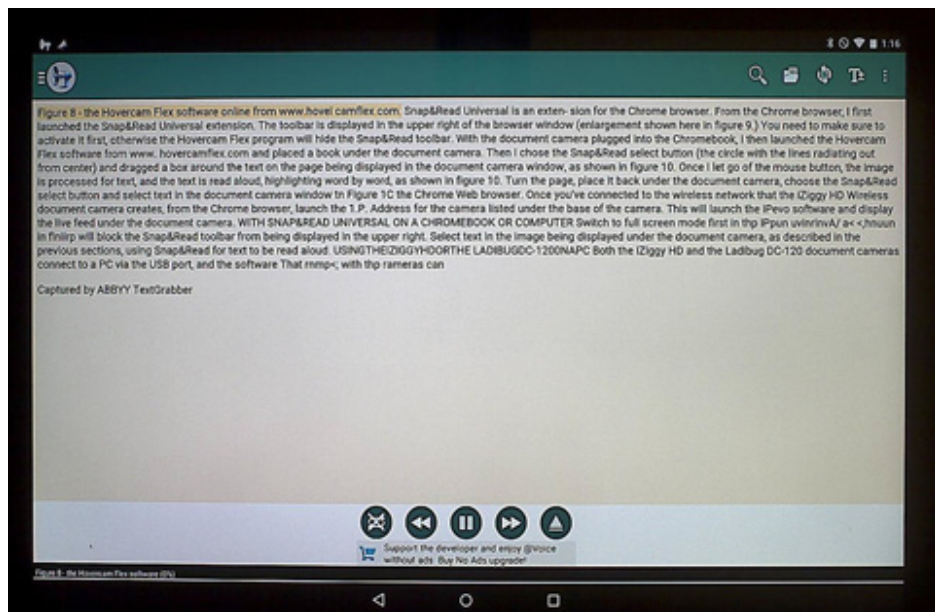 1:16
Figure 8 - the Hovercam Flex software online from www.hovel camflex.com. Snap&Read Universal is an exten- sion for the Chrome browser. From the Chrome browser, I first
launched the Snap&Read Universal extension. The toolbar is displayed in the upper right of the browser window (enlargement shown here in figure 9.) You need to make sure to
activate it first, otherwise the Hovercam Flex program will hide the Snap&Read toolbar. With the document camera plugged into the Chromebook, I then launched the Hovercam
Flex software from www. hovercamflex.com and placed a book under the document camera. Then I chose the Snap&Read select button (the circle with the lines radiating out
from center) and dragged a box around the text on the page being displayed in the document camera window, as shown in figure 10. Once I let go of the mouse button, the image
is processed for text, and the text is read aloud, highlighting word by word, as shown in figure 10. Turn the page, place it back under the document camera, choose the Snap&Read
select button and select text in the document camera window tn Figure 1C the Chrome Web browser. Once you've connected to the wireless network that the iZiggy HD Wireless
document camera creates, from the Chrome browser, launch the 1.P. Address for the camera listed under the base of the camera. This will launch the IPevo software and display
the live feed under the document camera. WITH SNAP&READ UNIVERSAL ON A CHROMEBOOK OR COMPUTER Switch to full screen mode first in thp IPpun uvinrinvA/ a< <,hnuun
in finlirp will block the Snap&Read toolbar from being displayed in the upper right. Select text in the image being displayed under the document camera, as described in the
previous sections, using Snap&Read for text to be read aloud. USINGTHEIZIGGYHDORTHE LADIBUGDC-1200NAPC Both the iZiggy HD and the Ladibug DC-120 document cameras
connect to a PC via the USB port, and the software That rnmp<; with thp rameras can
Captured by ABBYY TextGrabber
Support the developer and enjoy @Voice
without ads. Buy No Ads upgrade!
Figure 8 - the Hovercam Flex software (0%)